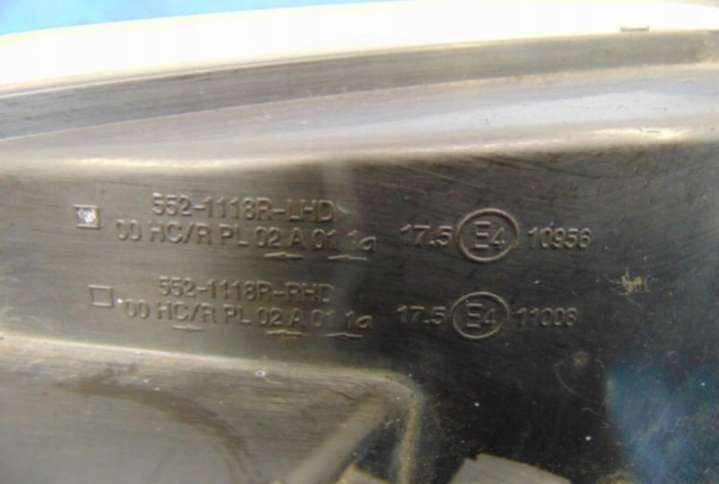 552-1118R-LHD
00 HC/R PL 02 A 01 1a 17.5 E4 10956
552-1118R-RHD
00 HC/R PL 02 A 01 1a 17.5 E4 11006